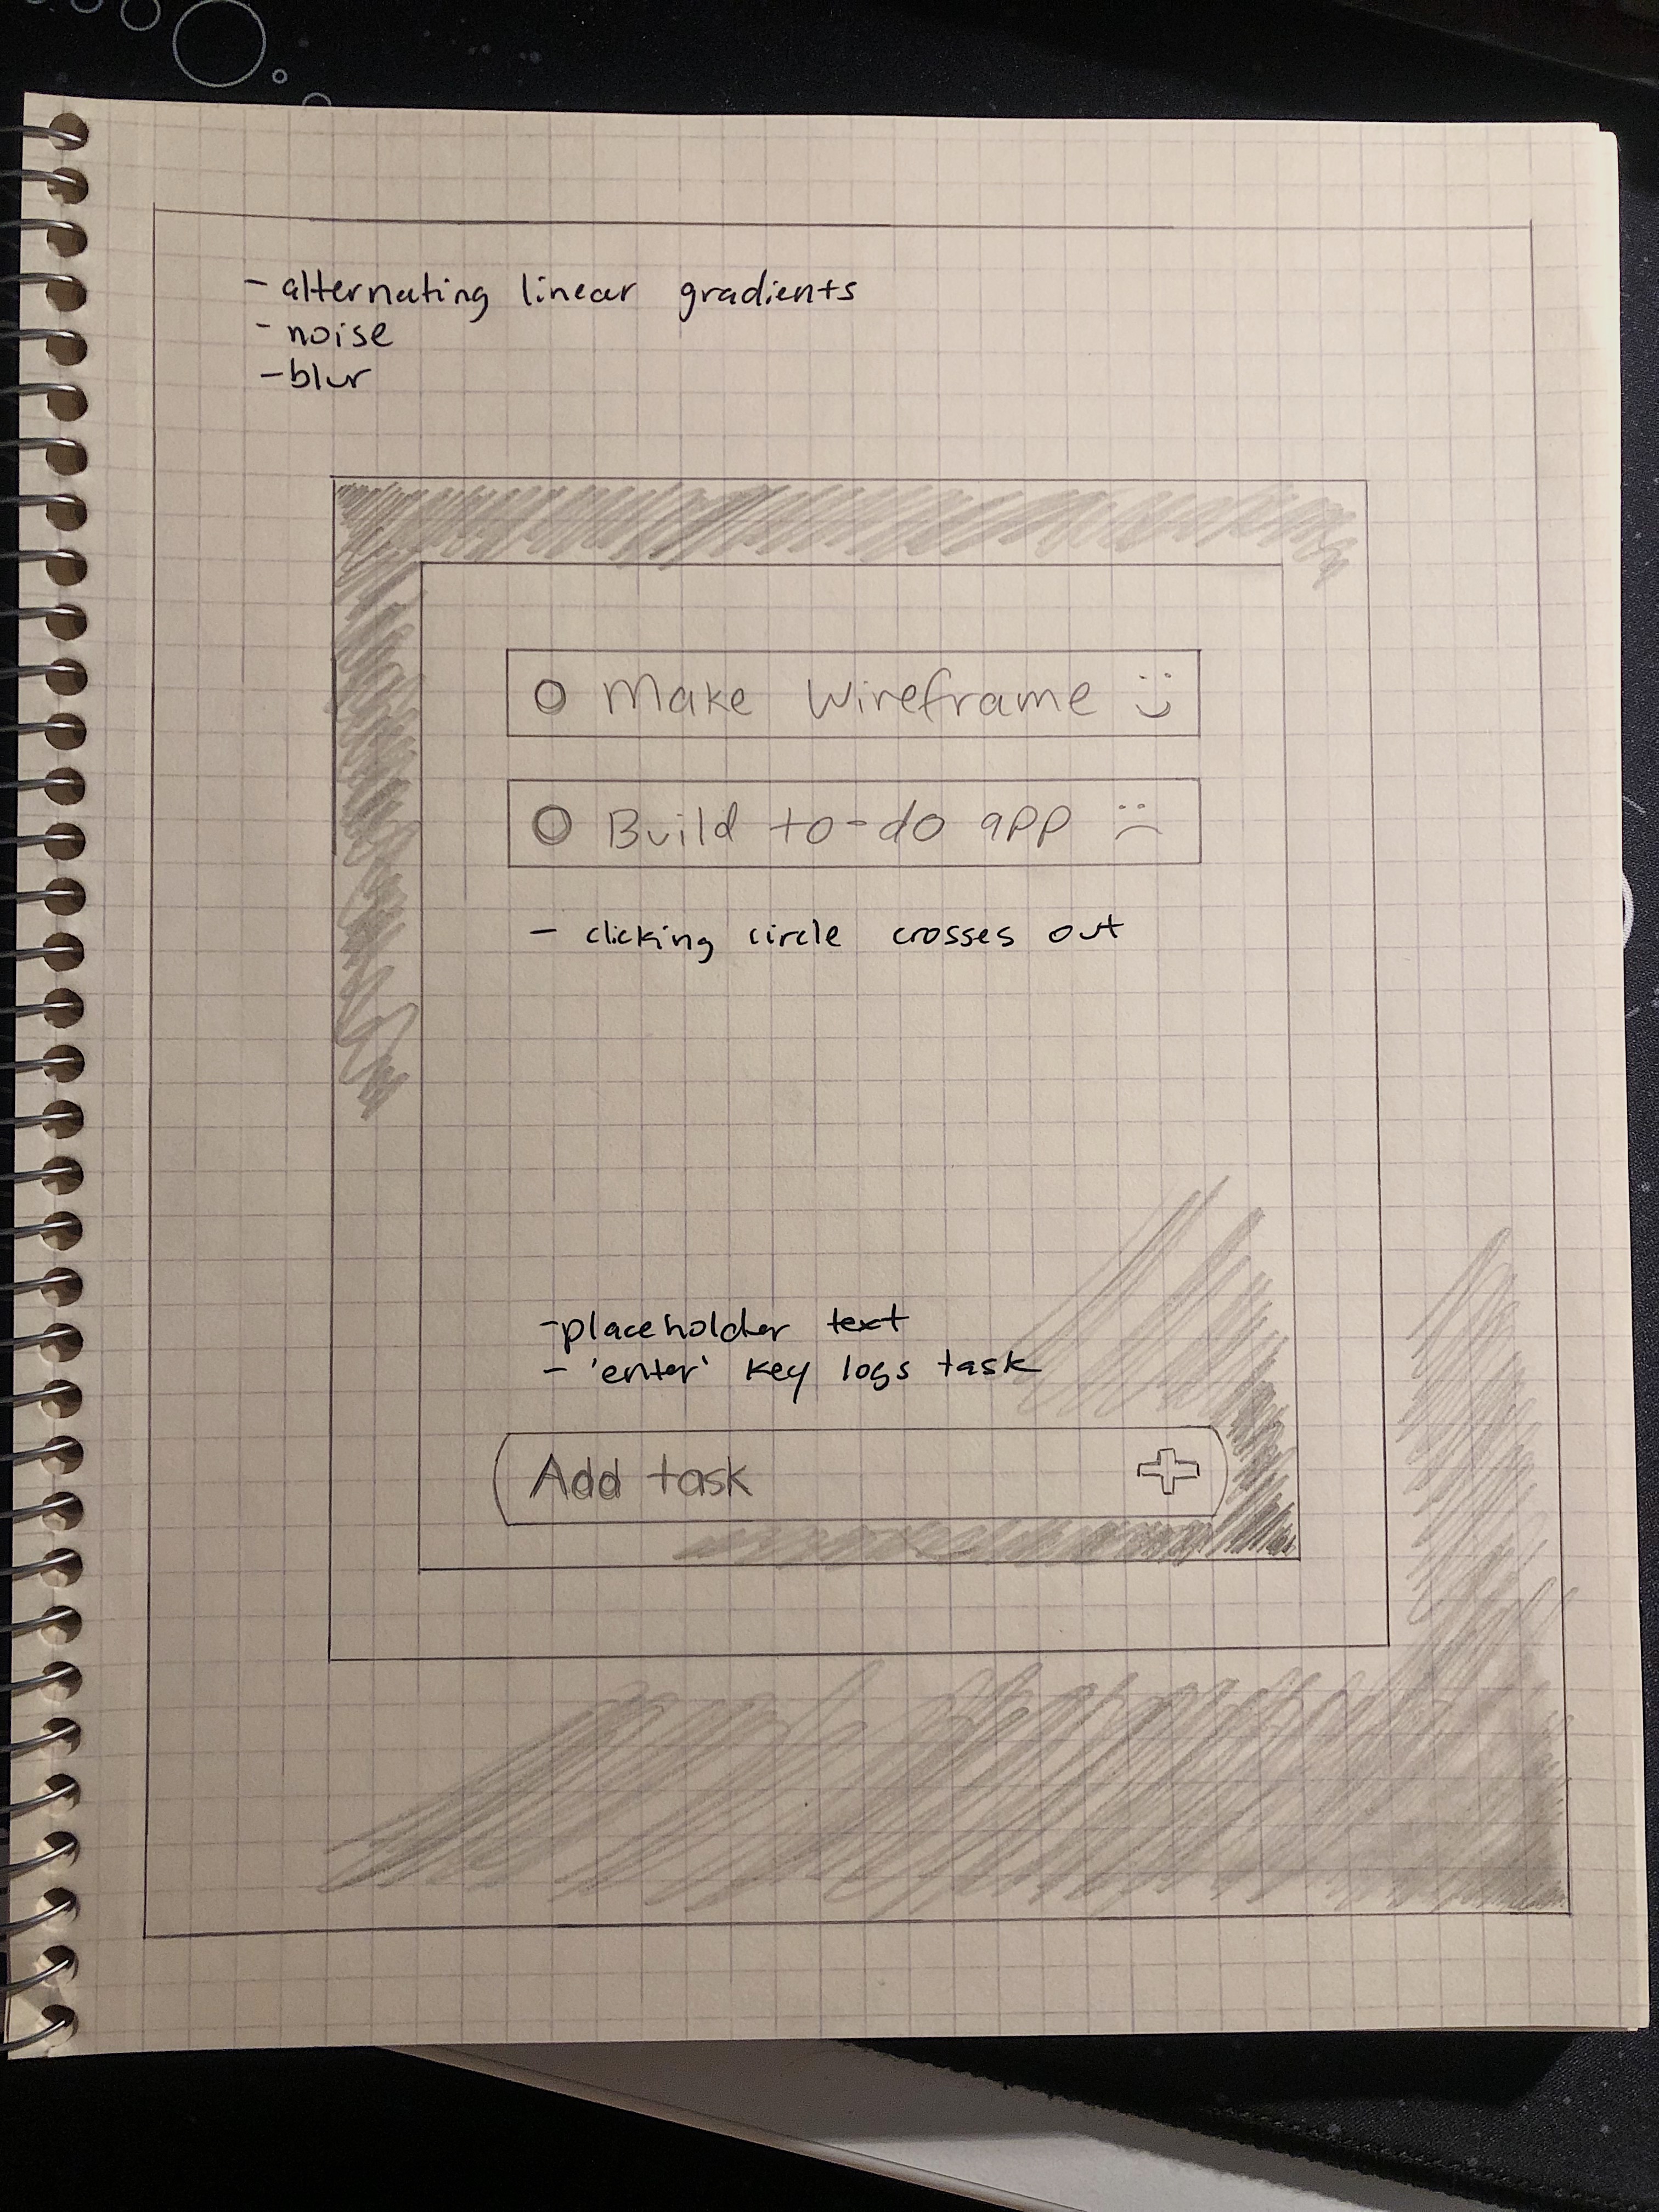 - alternating linear gradients
- noise
- blur
Make Wireframe :)
Build to-do app :(
- clicking circle crosses out
- placeholder text
- 'enter' key logs task
Add task +